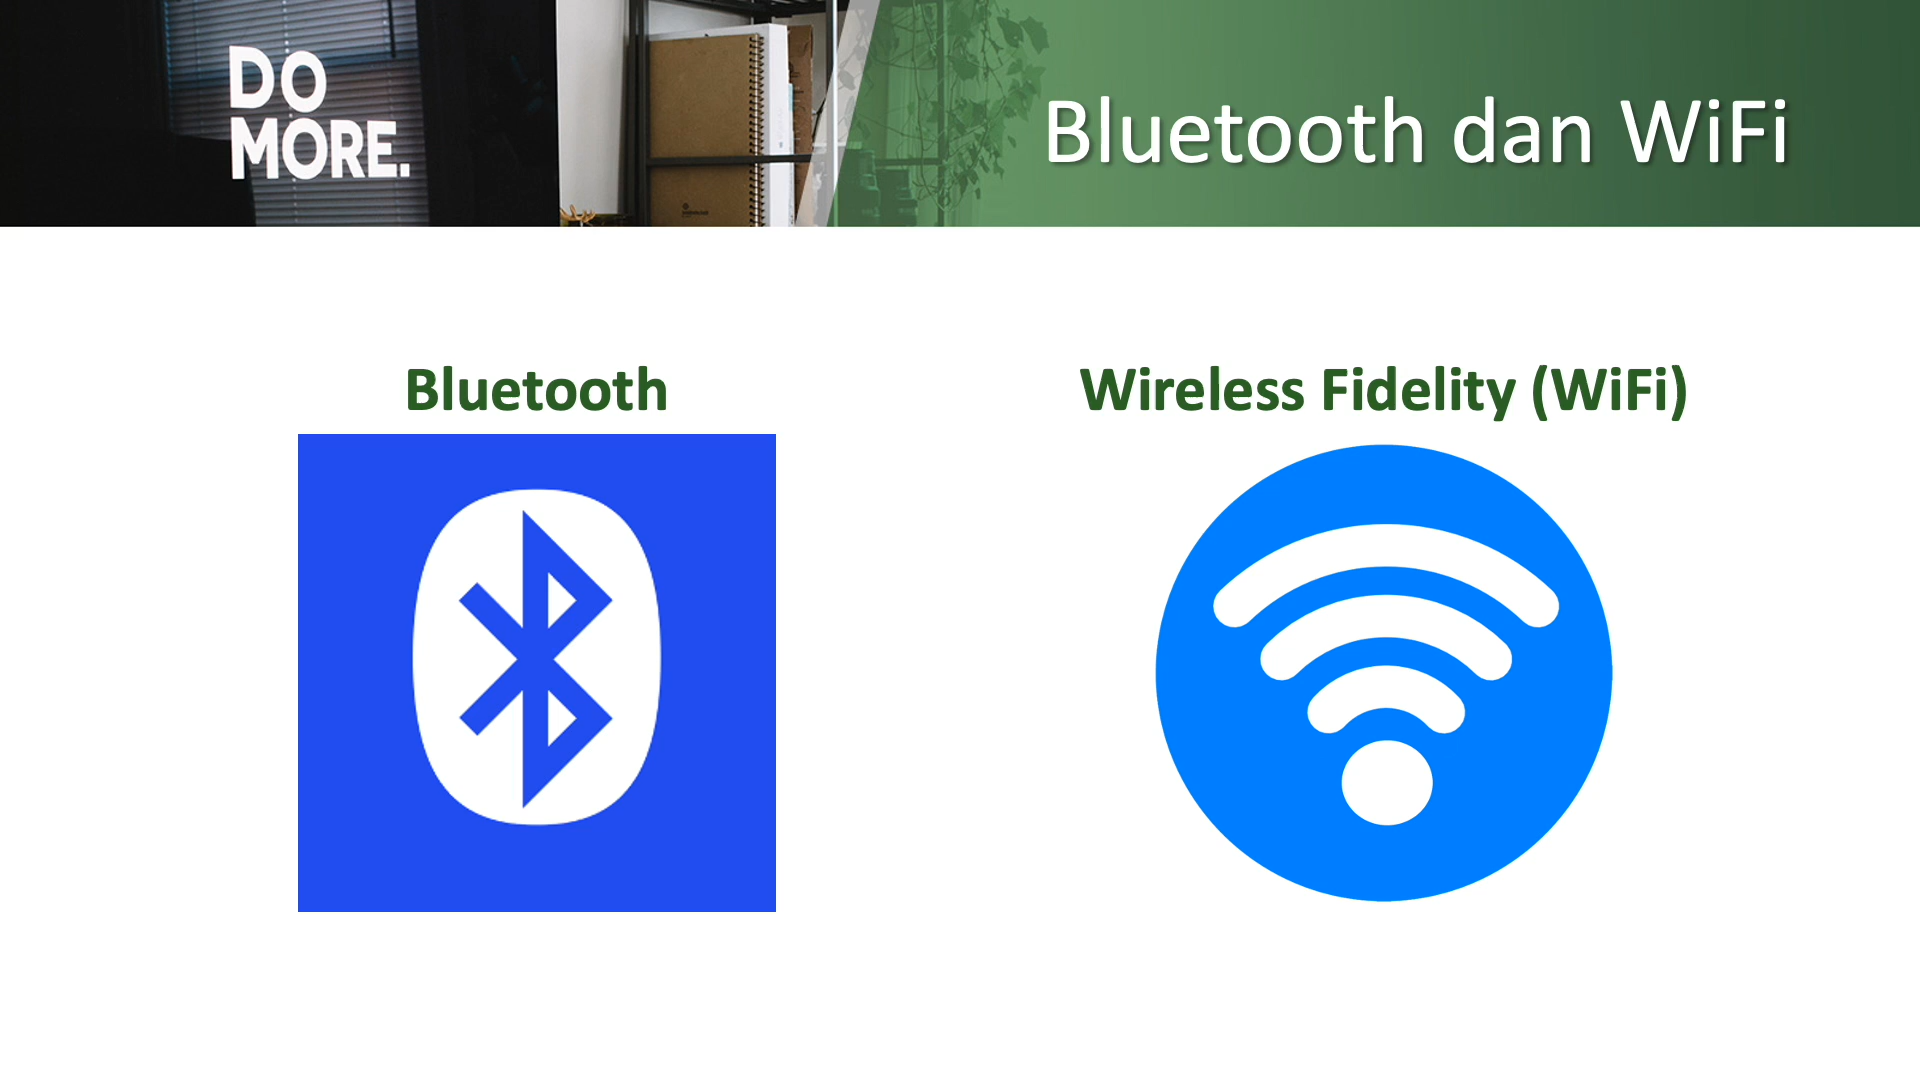 DO
MORE.
Bluetooth dan WiFi
Bluetooth
Wireless Fidelity (WiFi)